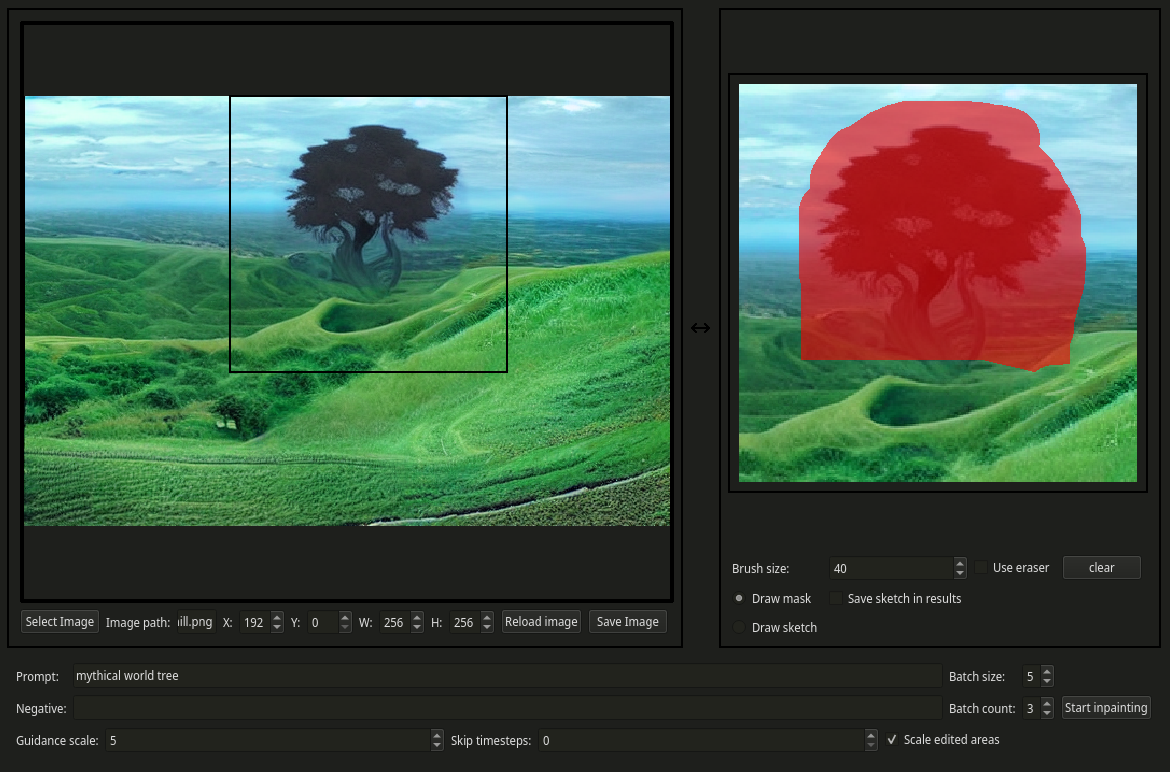 Select Image Image path: ill.png X: 192 Y: 0 W: 256 H: 256 Reload image Save Image
Brush size: 40 Use eraser clear
Draw mask Save sketch in results
Draw sketch
Prompt: mythical world tree Batch size: 5
Negative: Batch count: 3 Start inpainting
Guidance scale: 5 Skip timesteps: 0 Scale edited areas